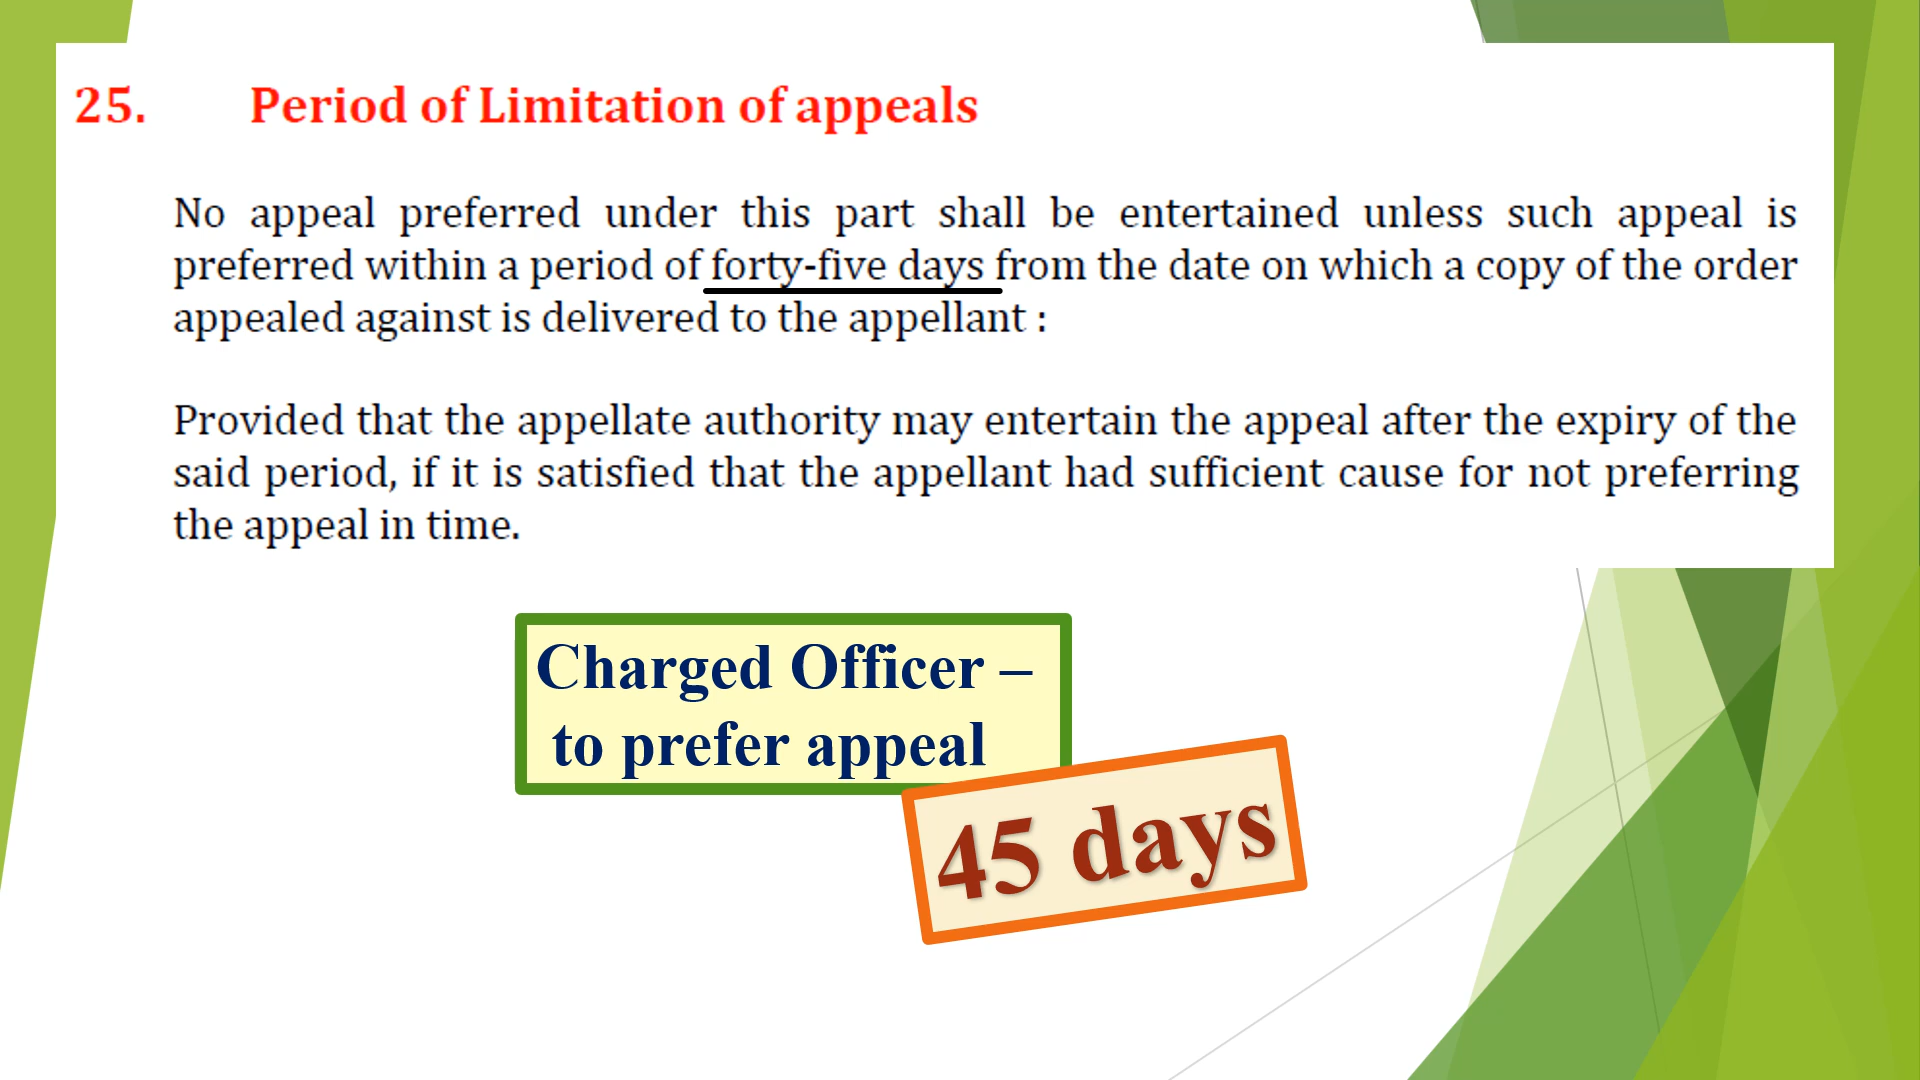 25. Period of Limitation of appeals
No appeal preferred under this part shall be entertained unless such appeal is
preferred within a period of forty-five days from the date on which a copy of the order
appealed against is delivered to the appellant :
Provided that the appellate authority may entertain the appeal after the expiry of the
said period, if it is satisfied that the appellant had sufficient cause for not preferring
the appeal in time.
Charged Officer –
to prefer appeal
45 days